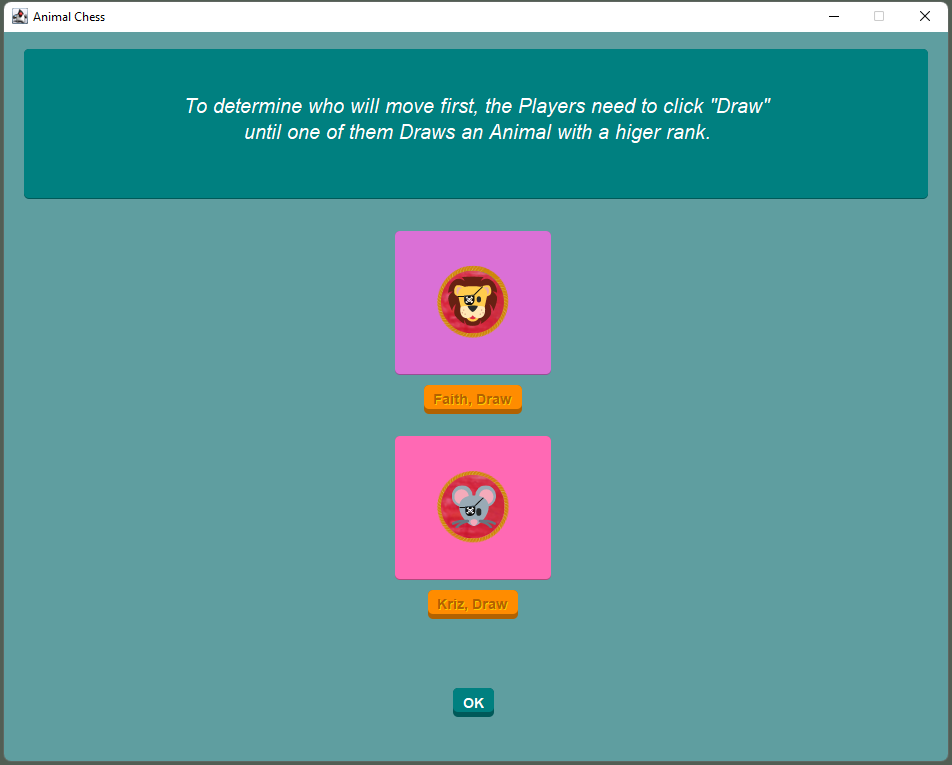 Animal Chess
To determine who will move first, the Players need to click "Draw"
until one of them Draws an Animal with a higer rank.
Faith, Draw
Kriz, Draw
OK